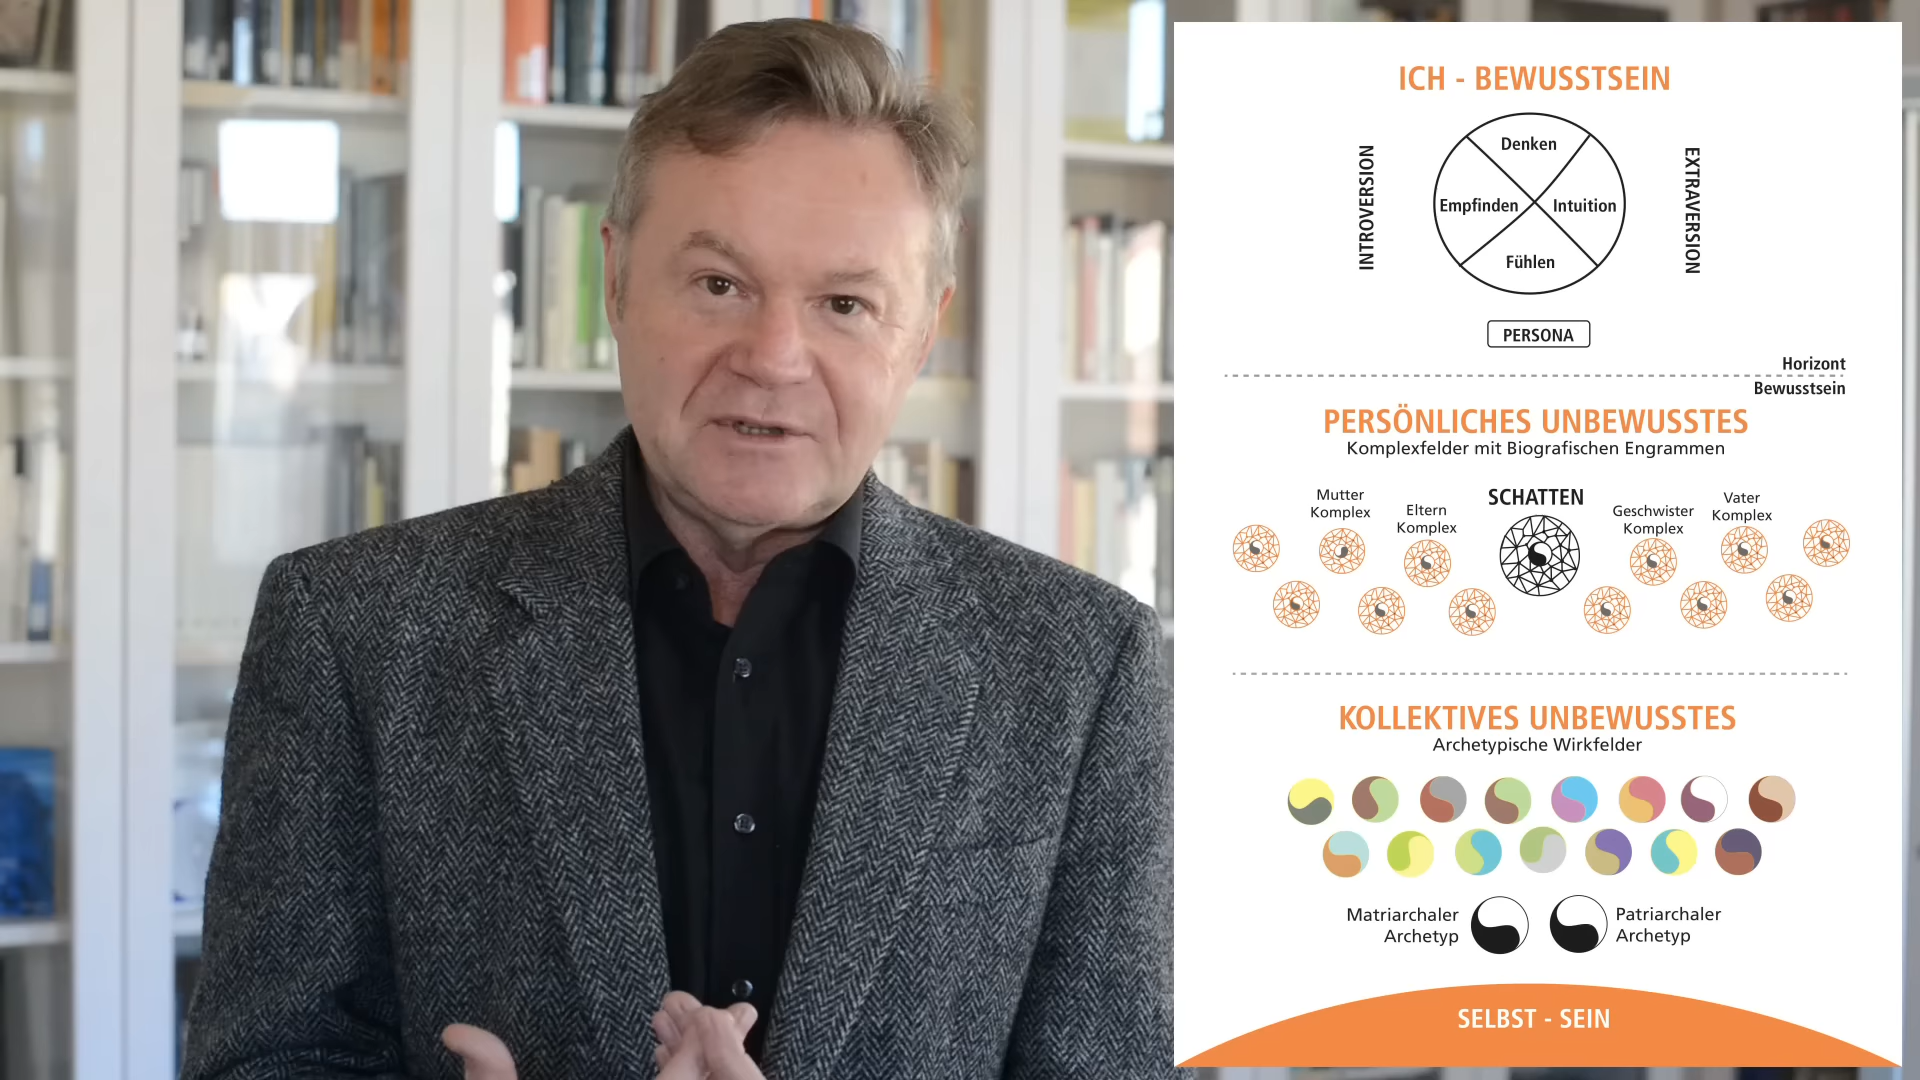 ICH - BEWUSSTSEIN
INTROVERSION
Denken
Empfinden
Intuition
Fühlen
EXTRAVERSION
PERSONA
Horizont
Bewusstsein
PERSÖNLICHES UNBEWUSSTES
Komplexfelder mit Biografischen Engrammen
Mutter
Komplex
Eltern
Komplex
SCHATTEN
Geschwister
Komplex
Vater
Komplex
KOLLEKTIVES UNBEWUSSTES
Archetypische Wirkfelder
Matriarchaler
Archetyp
Patriarchaler
Archetyp
SELBST - SEIN